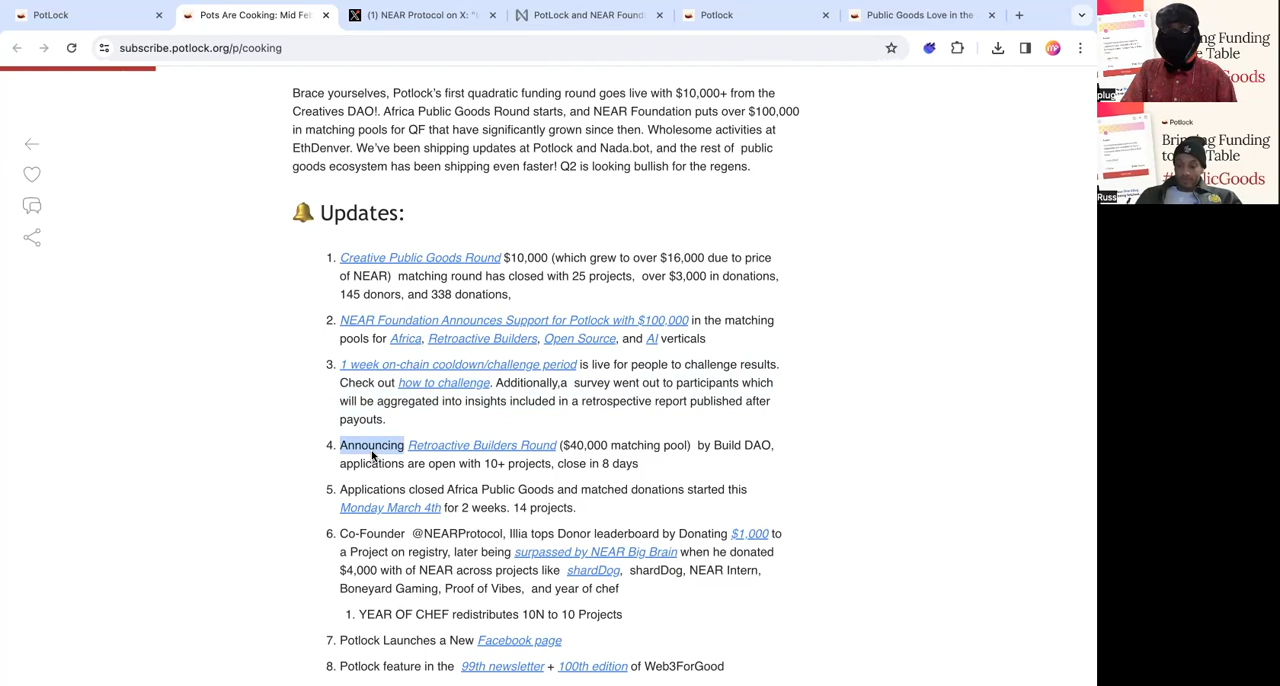 PotLock
Pots Are Cooking: Mid Feb
(1) NEAR Protocol on X: "
PotLock and NEAR Found
Potlock
Public Goods Love in the
subscribe.potlock.org/p/cooking
Brace yourselves, Potlock's first quadratic funding round goes live with $10,000+ from the
Creatives DAO!. Africa Public Goods Round starts, and NEAR Foundation puts over $100,000
in matching pools for QF that have significantly grown since then. Wholesome activities at
EthDenver. We've been shipping updates at Potlock and Nada.bot, and the rest of public
goods ecosystem has been shipping even faster! Q2 is looking bullish for the regens.
🔔 Updates:
1. Creative Public Goods Round $10,000 (which grew to over $16,000 due to price
of NEAR) matching round has closed with 25 projects, over $3,000 in donations,
145 donors, and 338 donations,
2. NEAR Foundation Announces Support for Potlock with $100,000 in the matching
pools for Africa, Retroactive Builders, Open Source, and AI verticals
3. 1 week on-chain cooldown/challenge period is live for people to challenge results.
Check out how to challenge. Additionally,a survey went out to participants which
will be aggregated into insights included in a retrospective report published after
payouts.
4. Announcing Retroactive Builders Round ($40,000 matching pool) by Build DAO,
applications are open with 10+ projects, close in 8 days
5. Applications closed Africa Public Goods and matched donations started this
Monday March 4th for 2 weeks. 14 projects.
6. Co-Founder @NEARProtocol, Illia tops Donor leaderboard by Donating $1,000 to
a Project on registry, later being surpassed by NEAR Big Brain when he donated
$4,000 with of NEAR across projects like shardDog, shardDog, NEAR Intern,
Boneyard Gaming, Proof of Vibes, and year of chef
1. YEAR OF CHEF redistributes 10N to 10 Projects
7. Potlock Launches a New Facebook page
8. Potlock feature in the 99th newsletter + 100th edition of Web3ForGood
ng Funding
Table
oods
plug
Potlock
Bringing Funding
to Table
Goods
Russ